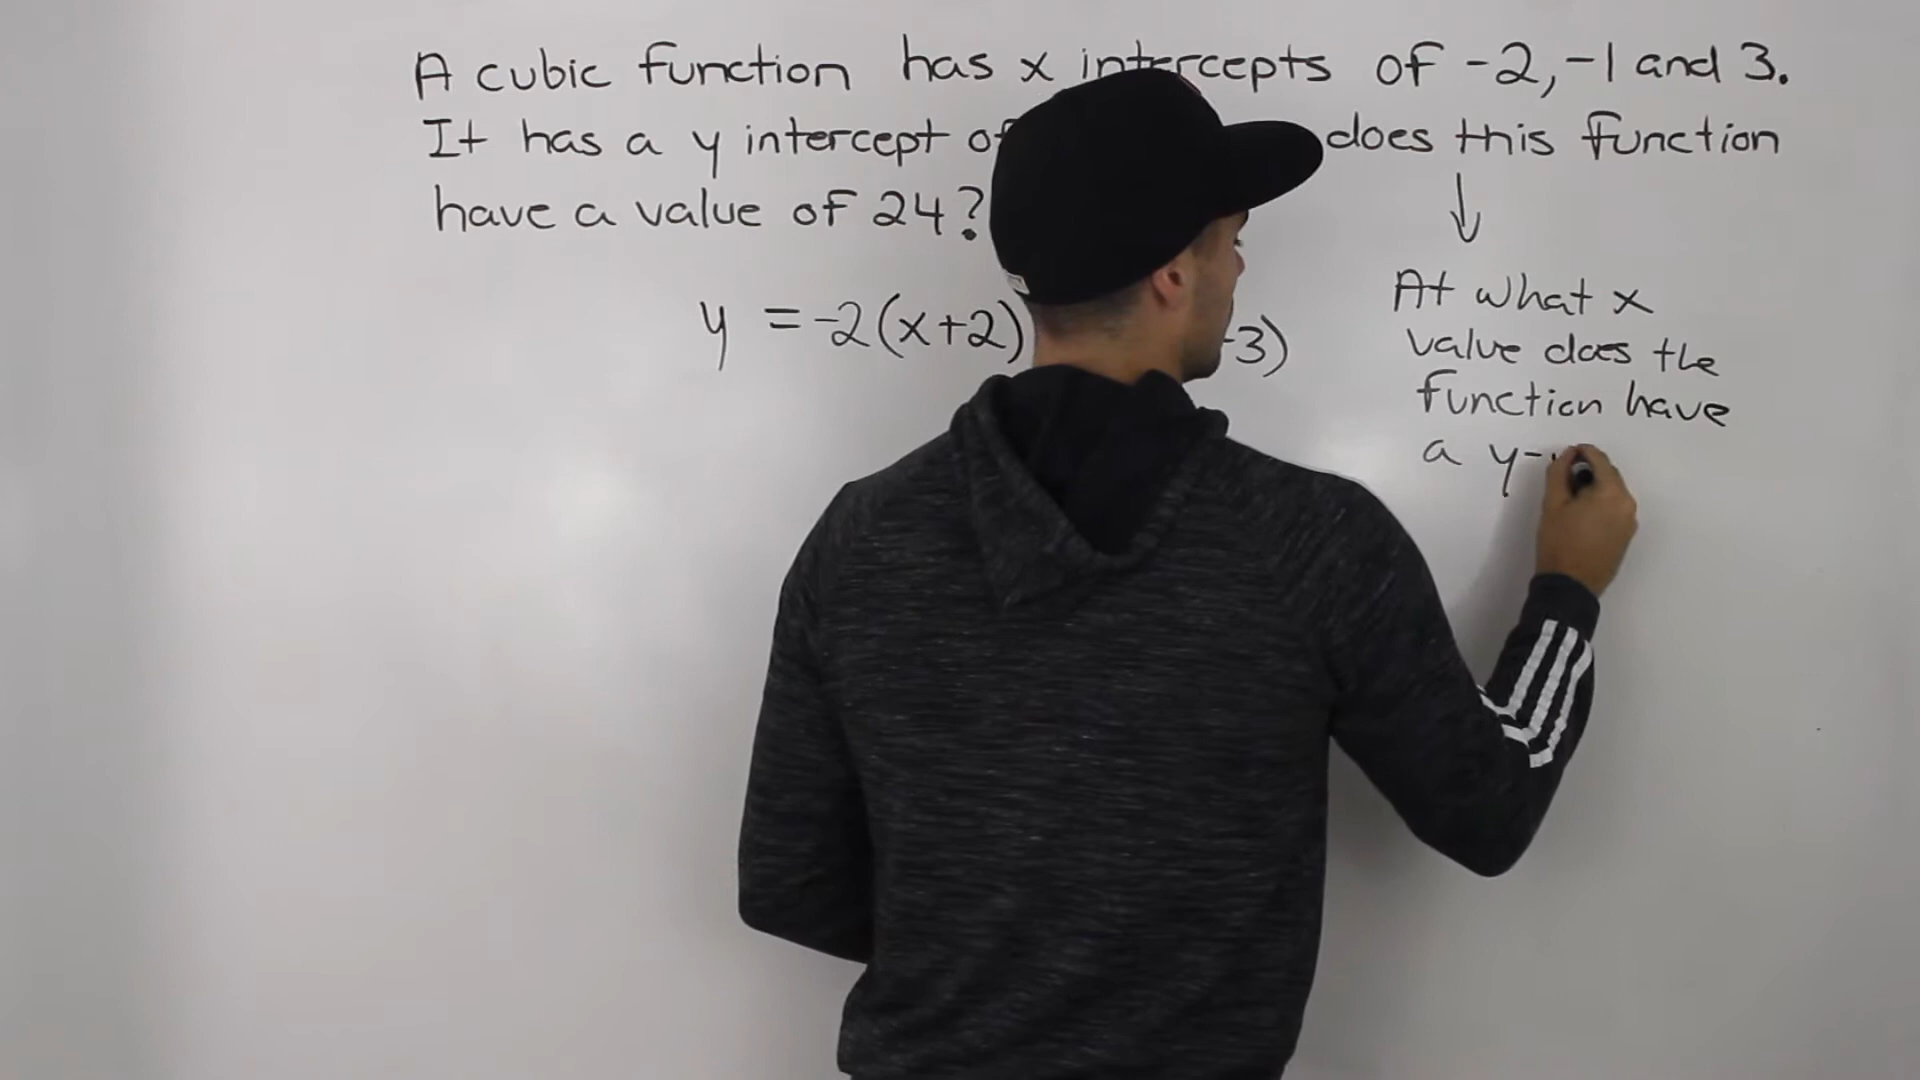 A cubic function has x intercepts of -2, -1 and 3.
It has a y intercept of does this function
have a value of 24?
y = -2(x+2) -3)
↓
At what x
value does the
function have
a y-